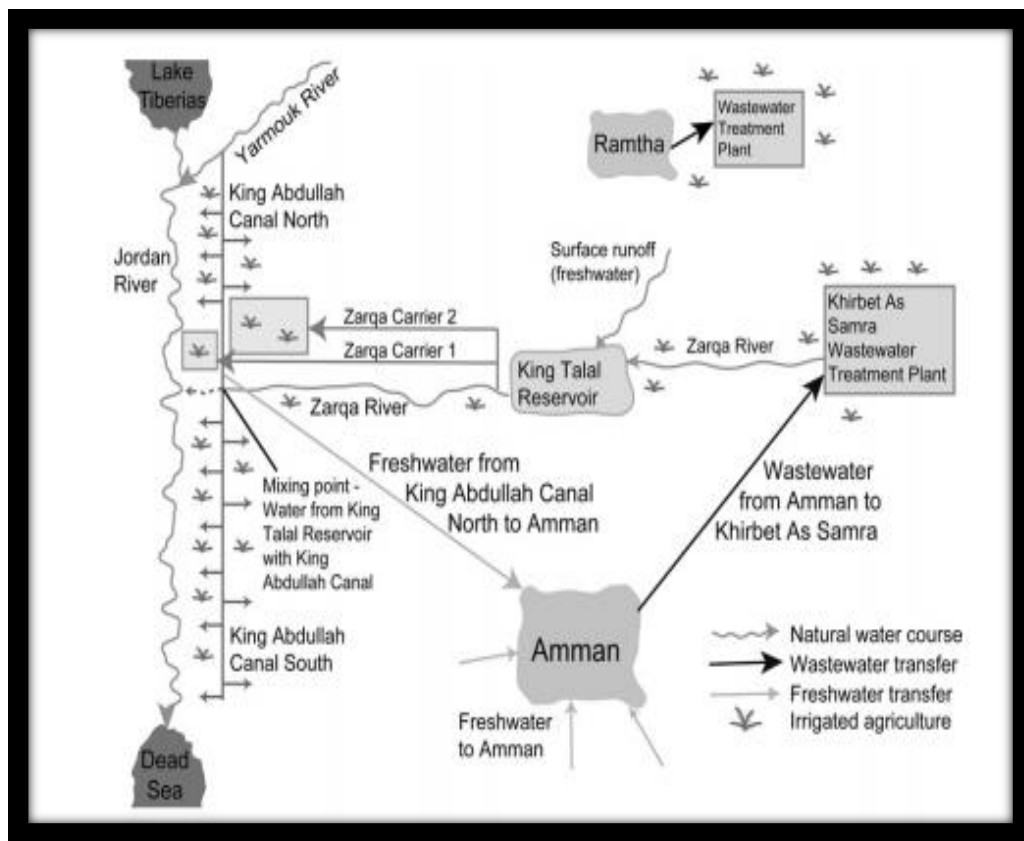 Lake
Tiberias
Yarmouk River
Ramtha
Wastewater
Treatment
Plant
King Abdullah
Canal North
Jordan
River
Surface runoff
(freshwater)
Khirbet As
Samra
Wastewater
Treatment Plant
Zarqa Carrier 2
Zarqa Carrier 1
Zarqa River
King Talal
Reservoir
Zarqa River
Freshwater from
King Abdullah Canal
North to Amman
Mixing point -
Water from King
Talal Reservoir
with King
Abdullah Canal
Wastewater
from Amman to
Khirbet As Samra
King Abdullah
Canal South
Amman
Freshwater
to Amman
Natural water course
Wastewater transfer
Freshwater transfer
Irrigated agriculture
Dead
Sea